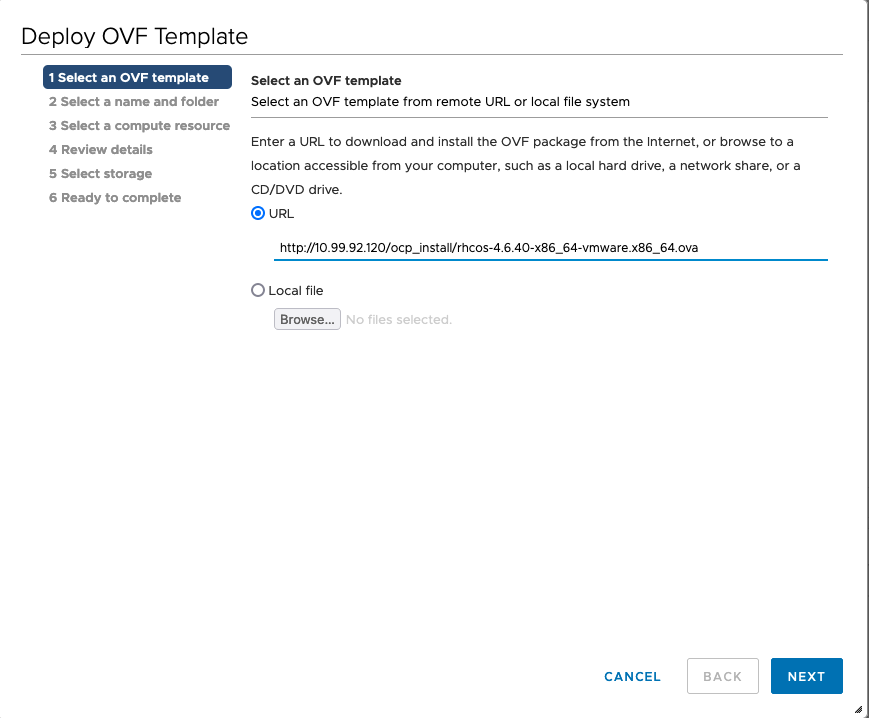 Deploy OVF Template
1 Select an OVF template
2 Select a name and folder
3 Select a compute resource
4 Review details
5 Select storage
6 Ready to complete
Select an OVF template
Select an OVF template from remote URL or local file system
Enter a URL to download and install the OVF package from the Internet, or browse to a
location accessible from your computer, such as a local hard drive, a network share, or a
CD/DVD drive.
URL
http://10.99.92.120/ocp_install/rhcos-4.6.40-x86_64-vmware.x86_64.ova
Local file
Browse... No files selected.
CANCEL BACK NEXT